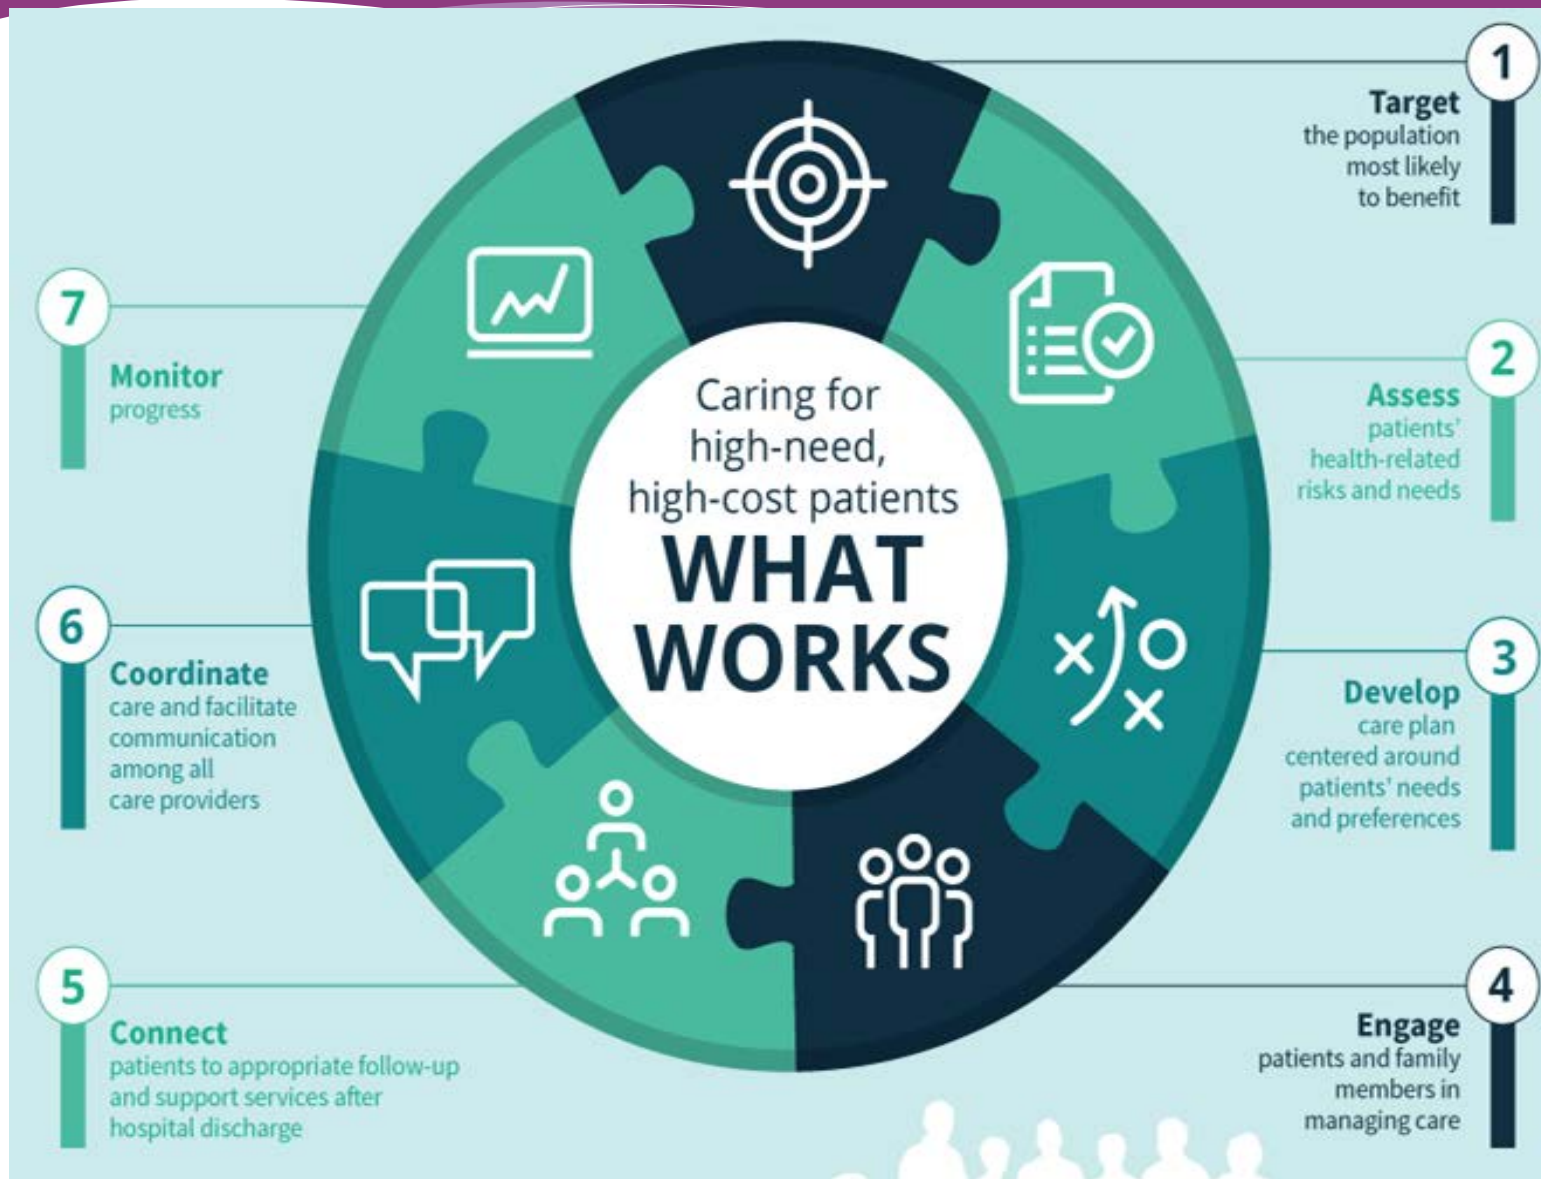 Caring for
high-need,
high-cost patients
WHAT
WORKS
1
Target
the population
most likely
to benefit
2
Assess
patients'
health-related
risks and needs
3
Develop
care plan
centered around
patients' needs
and preferences
4
Engage
patients and family
members in
managing care
5
Connect
patients to appropriate follow-up
and support services after
hospital discharge
6
Coordinate
care and facilitate
communication
among all
care providers
7
Monitor
progress